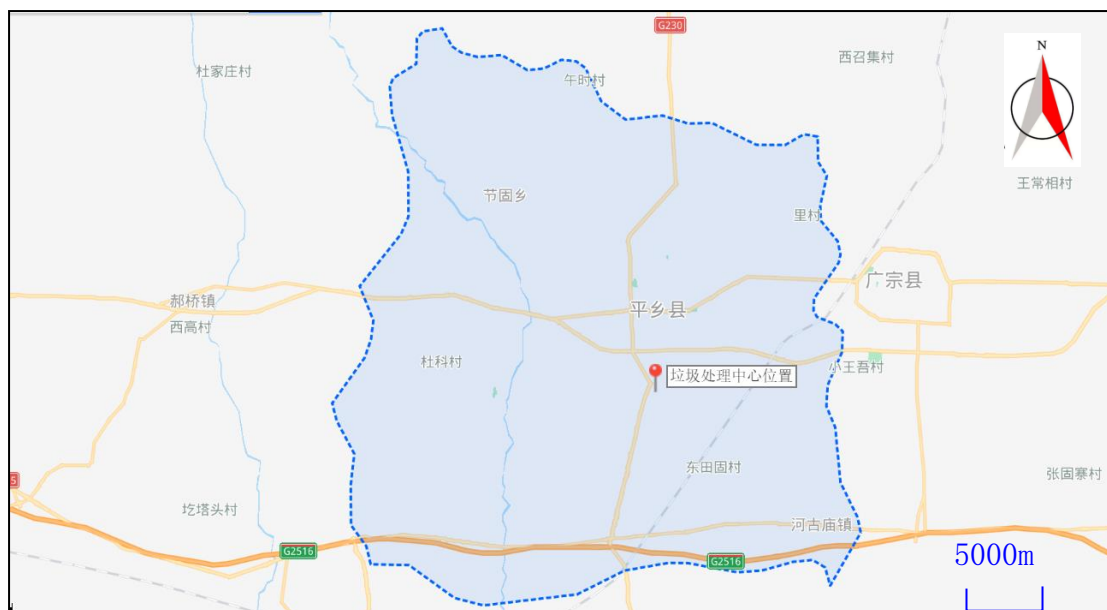 G230
N
西召集村
杜家庄村
午时村
王常相村
节固乡
里村
广宗县
郝桥镇
平乡县
西高村
杜科村
小王吾村
垃圾处理中心位置
东田固村
张固寨村
5
圪塔头村
河古庙镇
G2516
G2516
5000m